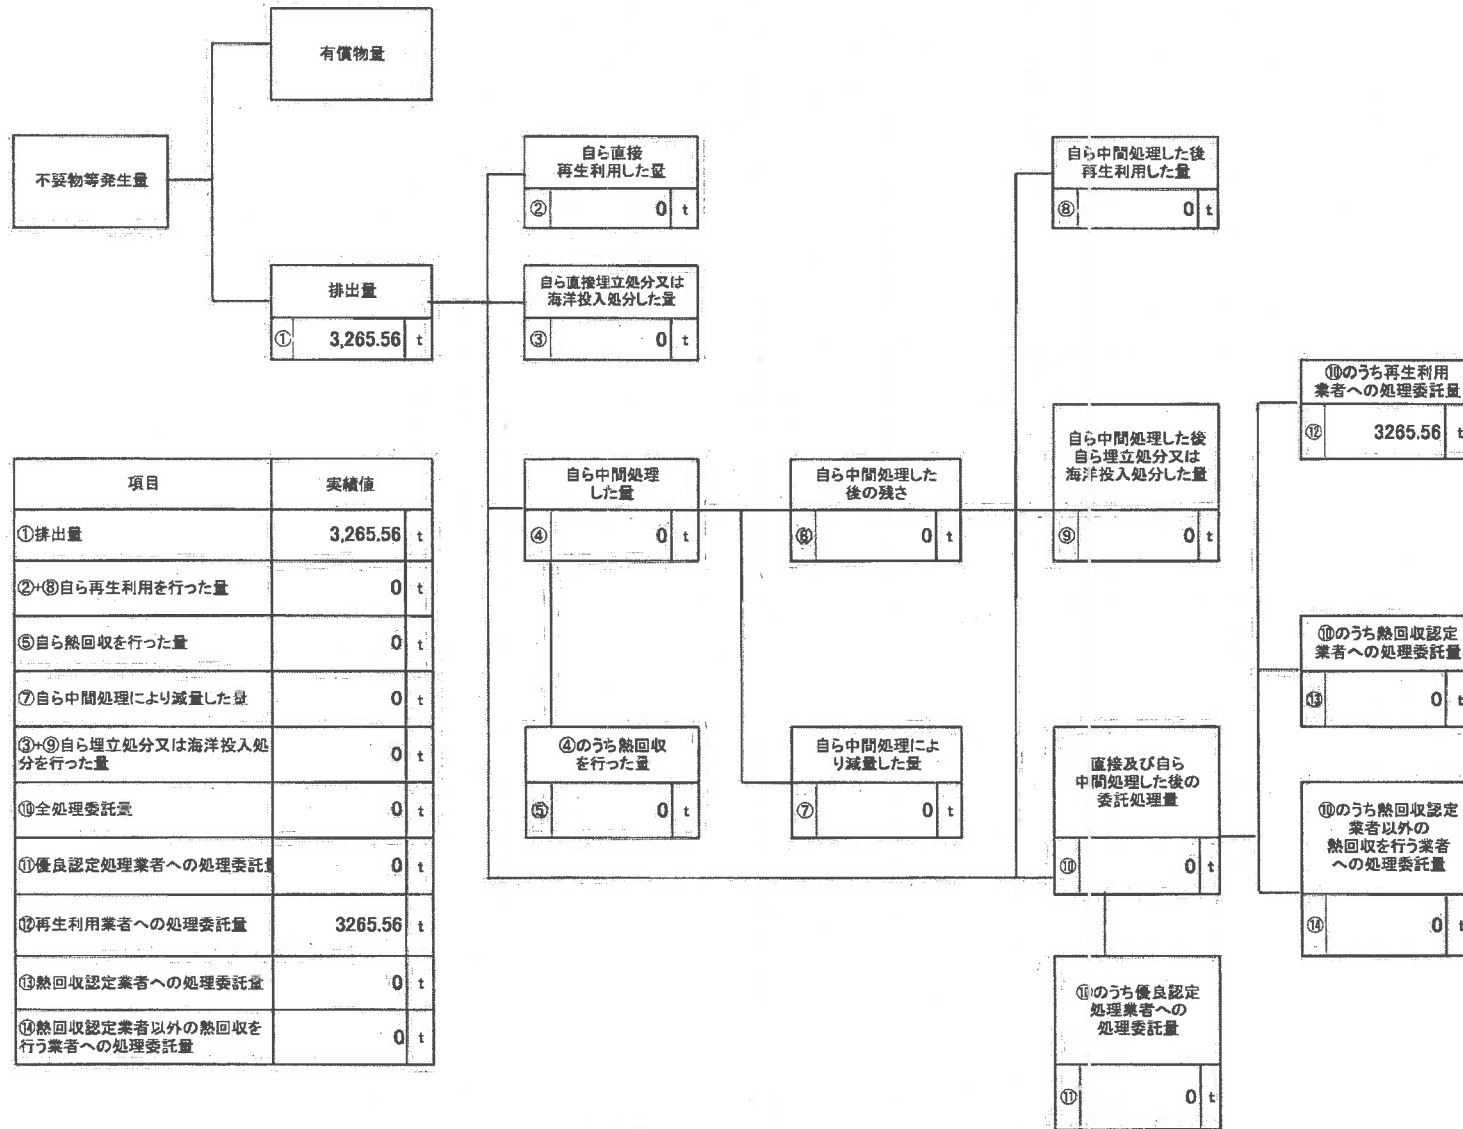 有償物量
不要物等発生量
排出量
① 3,265.56 t
自ら直接
再生利用した量
② 0 t
自ら直接埋立処分又は
海洋投入処分した量
③ 0 t
自ら中間処理
した量
④ 0 t
④のうち熱回収
を行った量
⑤ 0 t
自ら中間処理した
後の残さ
⑥ 0 t
自ら中間処理によ
り減量した量
⑦ 0 t
自ら中間処理した後
再生利用した量
⑧ 0 t
自ら中間処理した後
自ら埋立処分又は
海洋投入処分した量
⑨ 0 t
直接及び自ら
中間処理した後の
委託処理量
⑩ 0 t
⑩のうち優良認定
処理業者への
処理委託量
⑪ 0 t
⑩のうち再生利用
業者への処理委託量
⑫ 3265.56 t
⑩のうち熱回収認定
業者への処理委託量
⑬ 0 t
⑩のうち熱回収認定
業者以外の
熱回収を行う業者
への処理委託量
⑭ 0 t
項目 実績値
①排出量 3,265.56 t
②+⑧自ら再生利用を行った量 0 t
⑤自ら熱回収を行った量 0 t
⑦自ら中間処理により減量した量 0 t
③+⑨自ら埋立処分又は海洋投入処
分を行った量 0 t
⑩全処理委託量 0 t
⑪優良認定処理業者への処理委託量 0 t
⑫再生利用業者への処理委託量 3265.56 t
⑬熱回収認定業者への処理委託量 0 t
⑭熱回収認定業者以外の熱回収を
行う業者への処理委託量 0 t